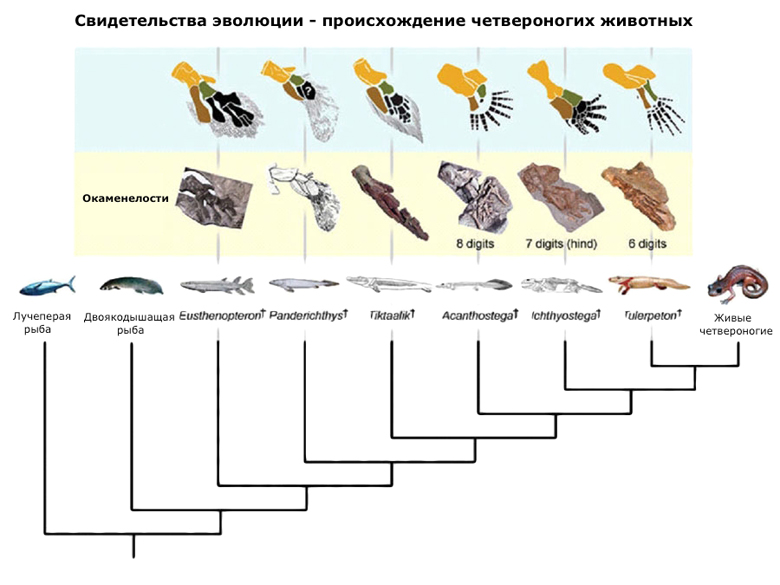 Свидетельства эволюции – происхождение четвероногих животных
?
Окаменелости
8 digits
7 digits (hind)
6 digits
Лучеперая
рыба
Двоякодышащая
рыба
Eusthenopteron†
Panderichthys†
Tiktaalik†
Acanthostega†
Ichthyostega†
Tulerpeton†
Живые
четвероногие